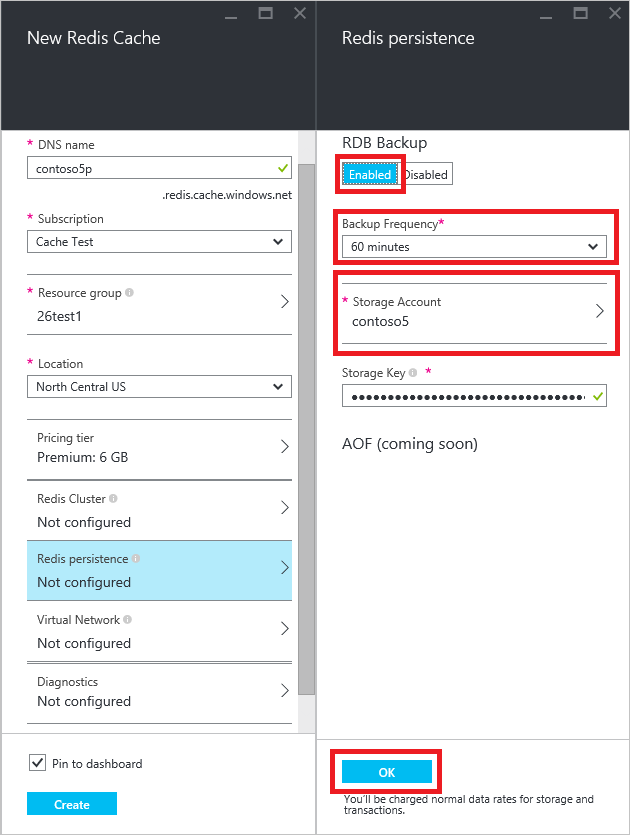 New Redis Cache
* DNS name
contoso5p
.redis.cache.windows.net
* Subscription
Cache Test
* Resource group
26test1
* Location
North Central US
Pricing tier
Premium: 6 GB
Redis Cluster
Not configured
Redis persistence
Not configured
Virtual Network
Not configured
Diagnostics
Not configured
Pin to dashboard
Create
Redis persistence
RDB Backup
Enabled Disabled
Backup Frequency*
60 minutes
* Storage Account
contoso5
Storage Key *
AOF (coming soon)
OK
You'll be charged normal data rates for storage and
transactions.